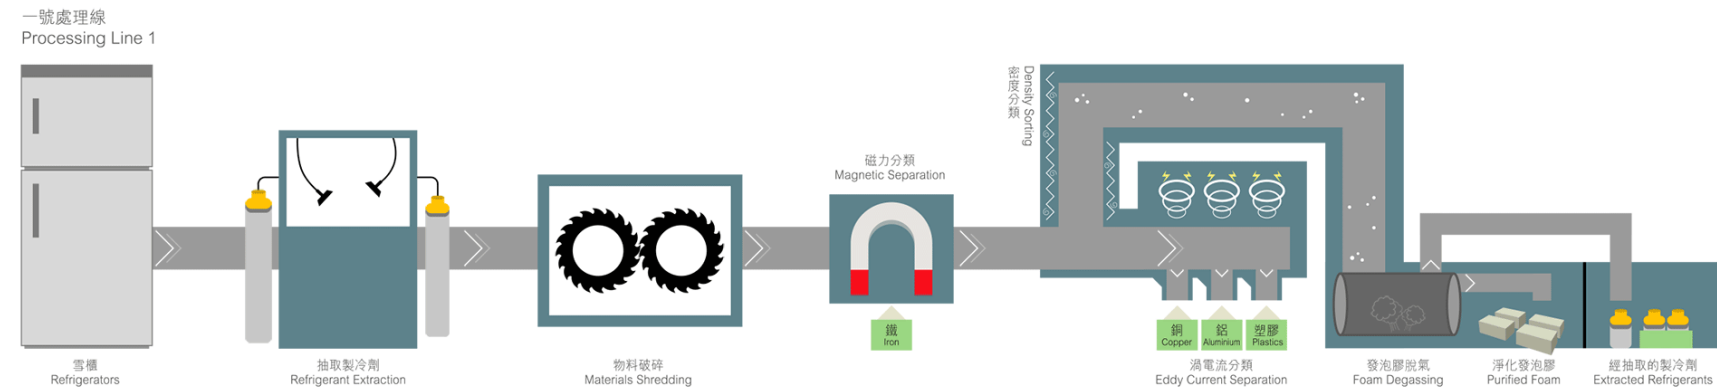 一號處理線
Processing Line 1
雪櫃
Refrigerators
抽取製冷劑
Refrigerant Extraction
物料破碎
Materials Shredding
磁力分類
Magnetic Separation
鐵
Iron
密度分類
Density Sorting
銅
Copper
鋁
Aluminium
塑膠
Plastics
渦電流分類
Eddy Current Separation
發泡膠脫氣
Foam Degassing
淨化發泡膠
Purified Foam
經抽取的製冷劑
Extracted Refrigerants